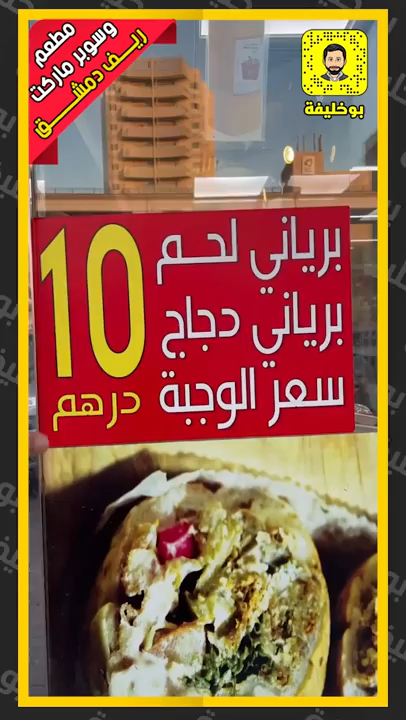 مطعم
وسوبر ماركت
ريف دمشق
بوخليفة
برياني لحم
برياني دجاج
سعر الوجبة
10
درهم